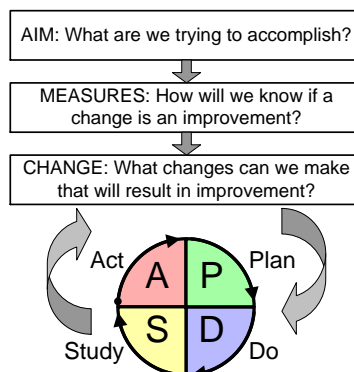 AIM: What are we trying to accomplish?
MEASURES: How will we know if a
change is an improvement?
CHANGE: What changes can we make
that will result in improvement?
Act
A
P
Plan
Study
S
D
Do